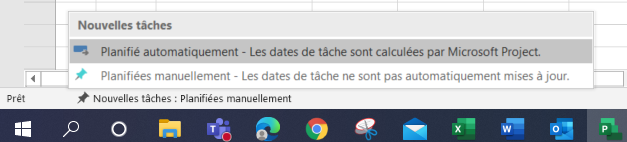 Nouvelles tâches
Planifié automatiquement - Les dates de tâche sont calculées par Microsoft Project.
Planifiées manuellement - Les dates de tâche ne sont pas automatiquement mises à jour.
Prêt
Nouvelles tâches : Planifiées manuellement